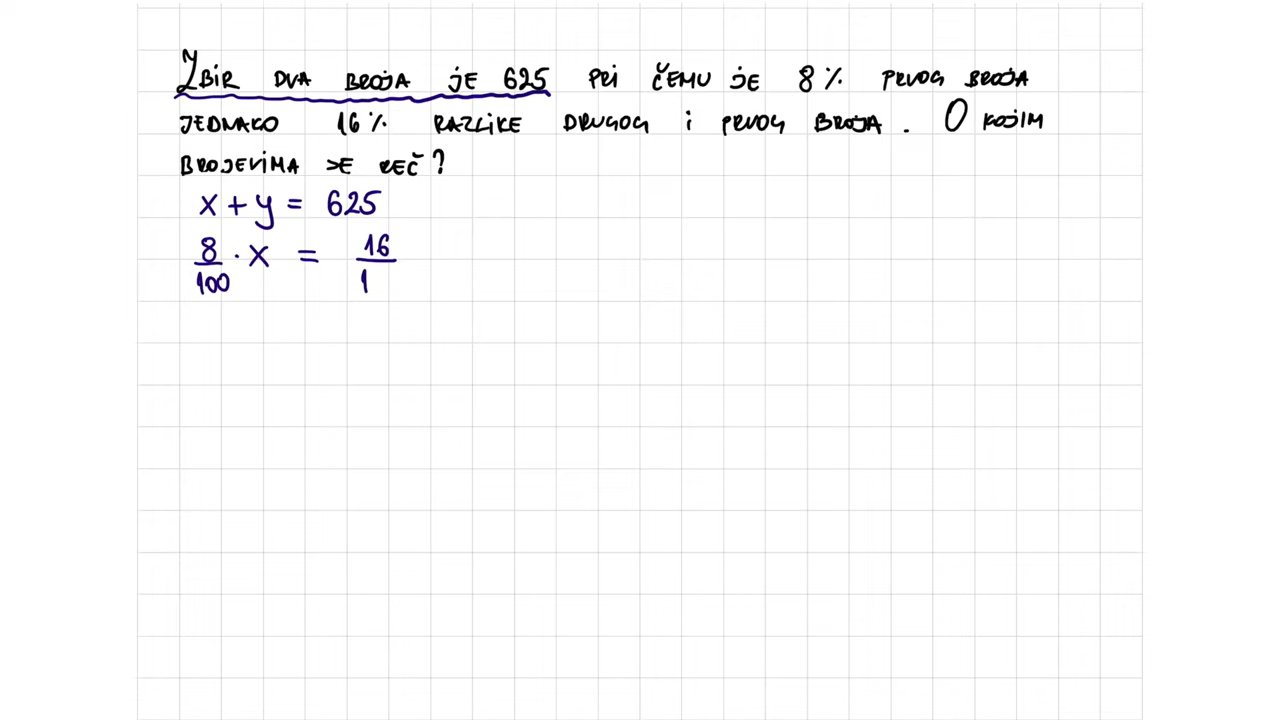 ZBIR DVA BROJA JE 625 PRI ČEMU JE 8% PRVOG BROJA
JEDNAKO 16% RAZLIKE DRUGOG I PRVOG BROJA. O KOJIM
BROJEVIMA JE REČ?
x + y = 625
8/100 · x = 16/1